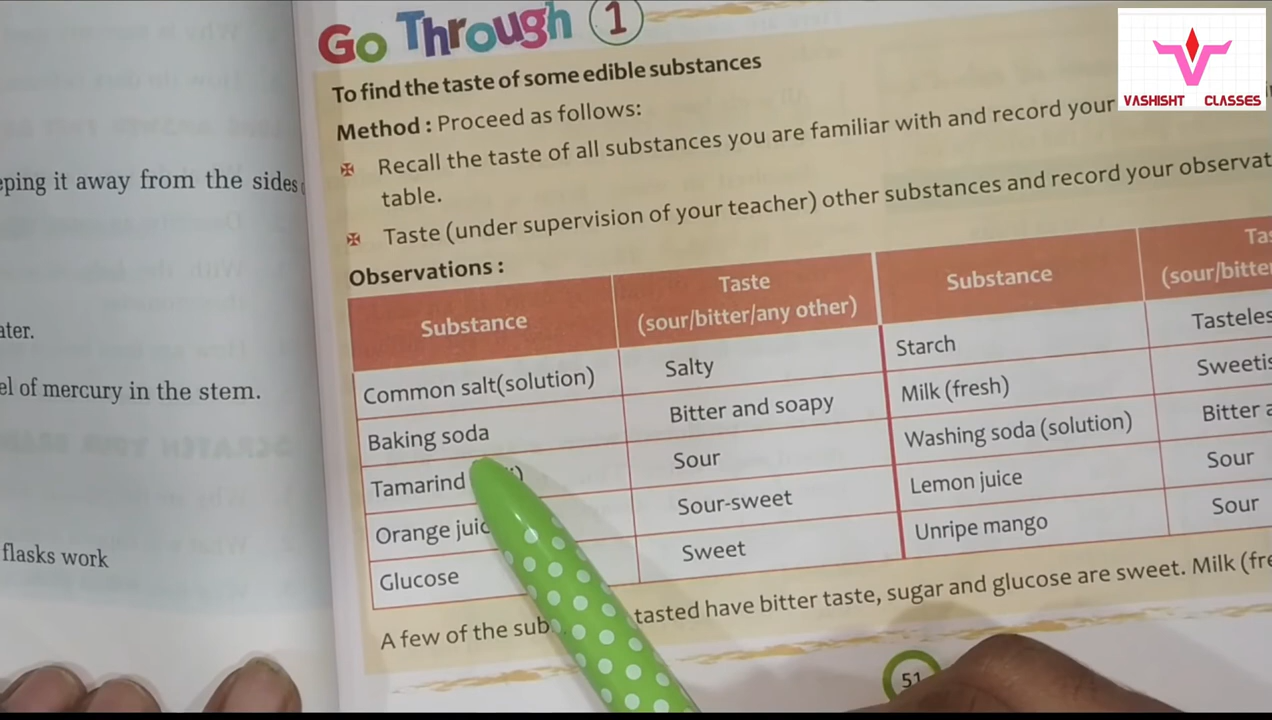 Go Through 1
VASHISHT CLASSES
To find the taste of some edible substances
Method : Proceed as follows:
Recall the taste of all substances you are familiar with and record your
table.
Taste (under supervision of your teacher) other substances and record your observat
Observations :
Substance Taste Substance Tas
(sour/bitter/any other) (sour/bitte
Common salt(solution) Salty Starch Tasteles
Baking soda Bitter and soapy Milk (fresh) Sweetis
Tamarind Sour Washing soda (solution) Bitter a
Orange juic Sour-sweet Lemon juice Sour
Glucose Sweet Unripe mango Sour
A few of the sub tasted have bitter taste, sugar and glucose are sweet. Milk (fre
51
eping it away from the sides
ater.
el of mercury in the stem.
flasks work